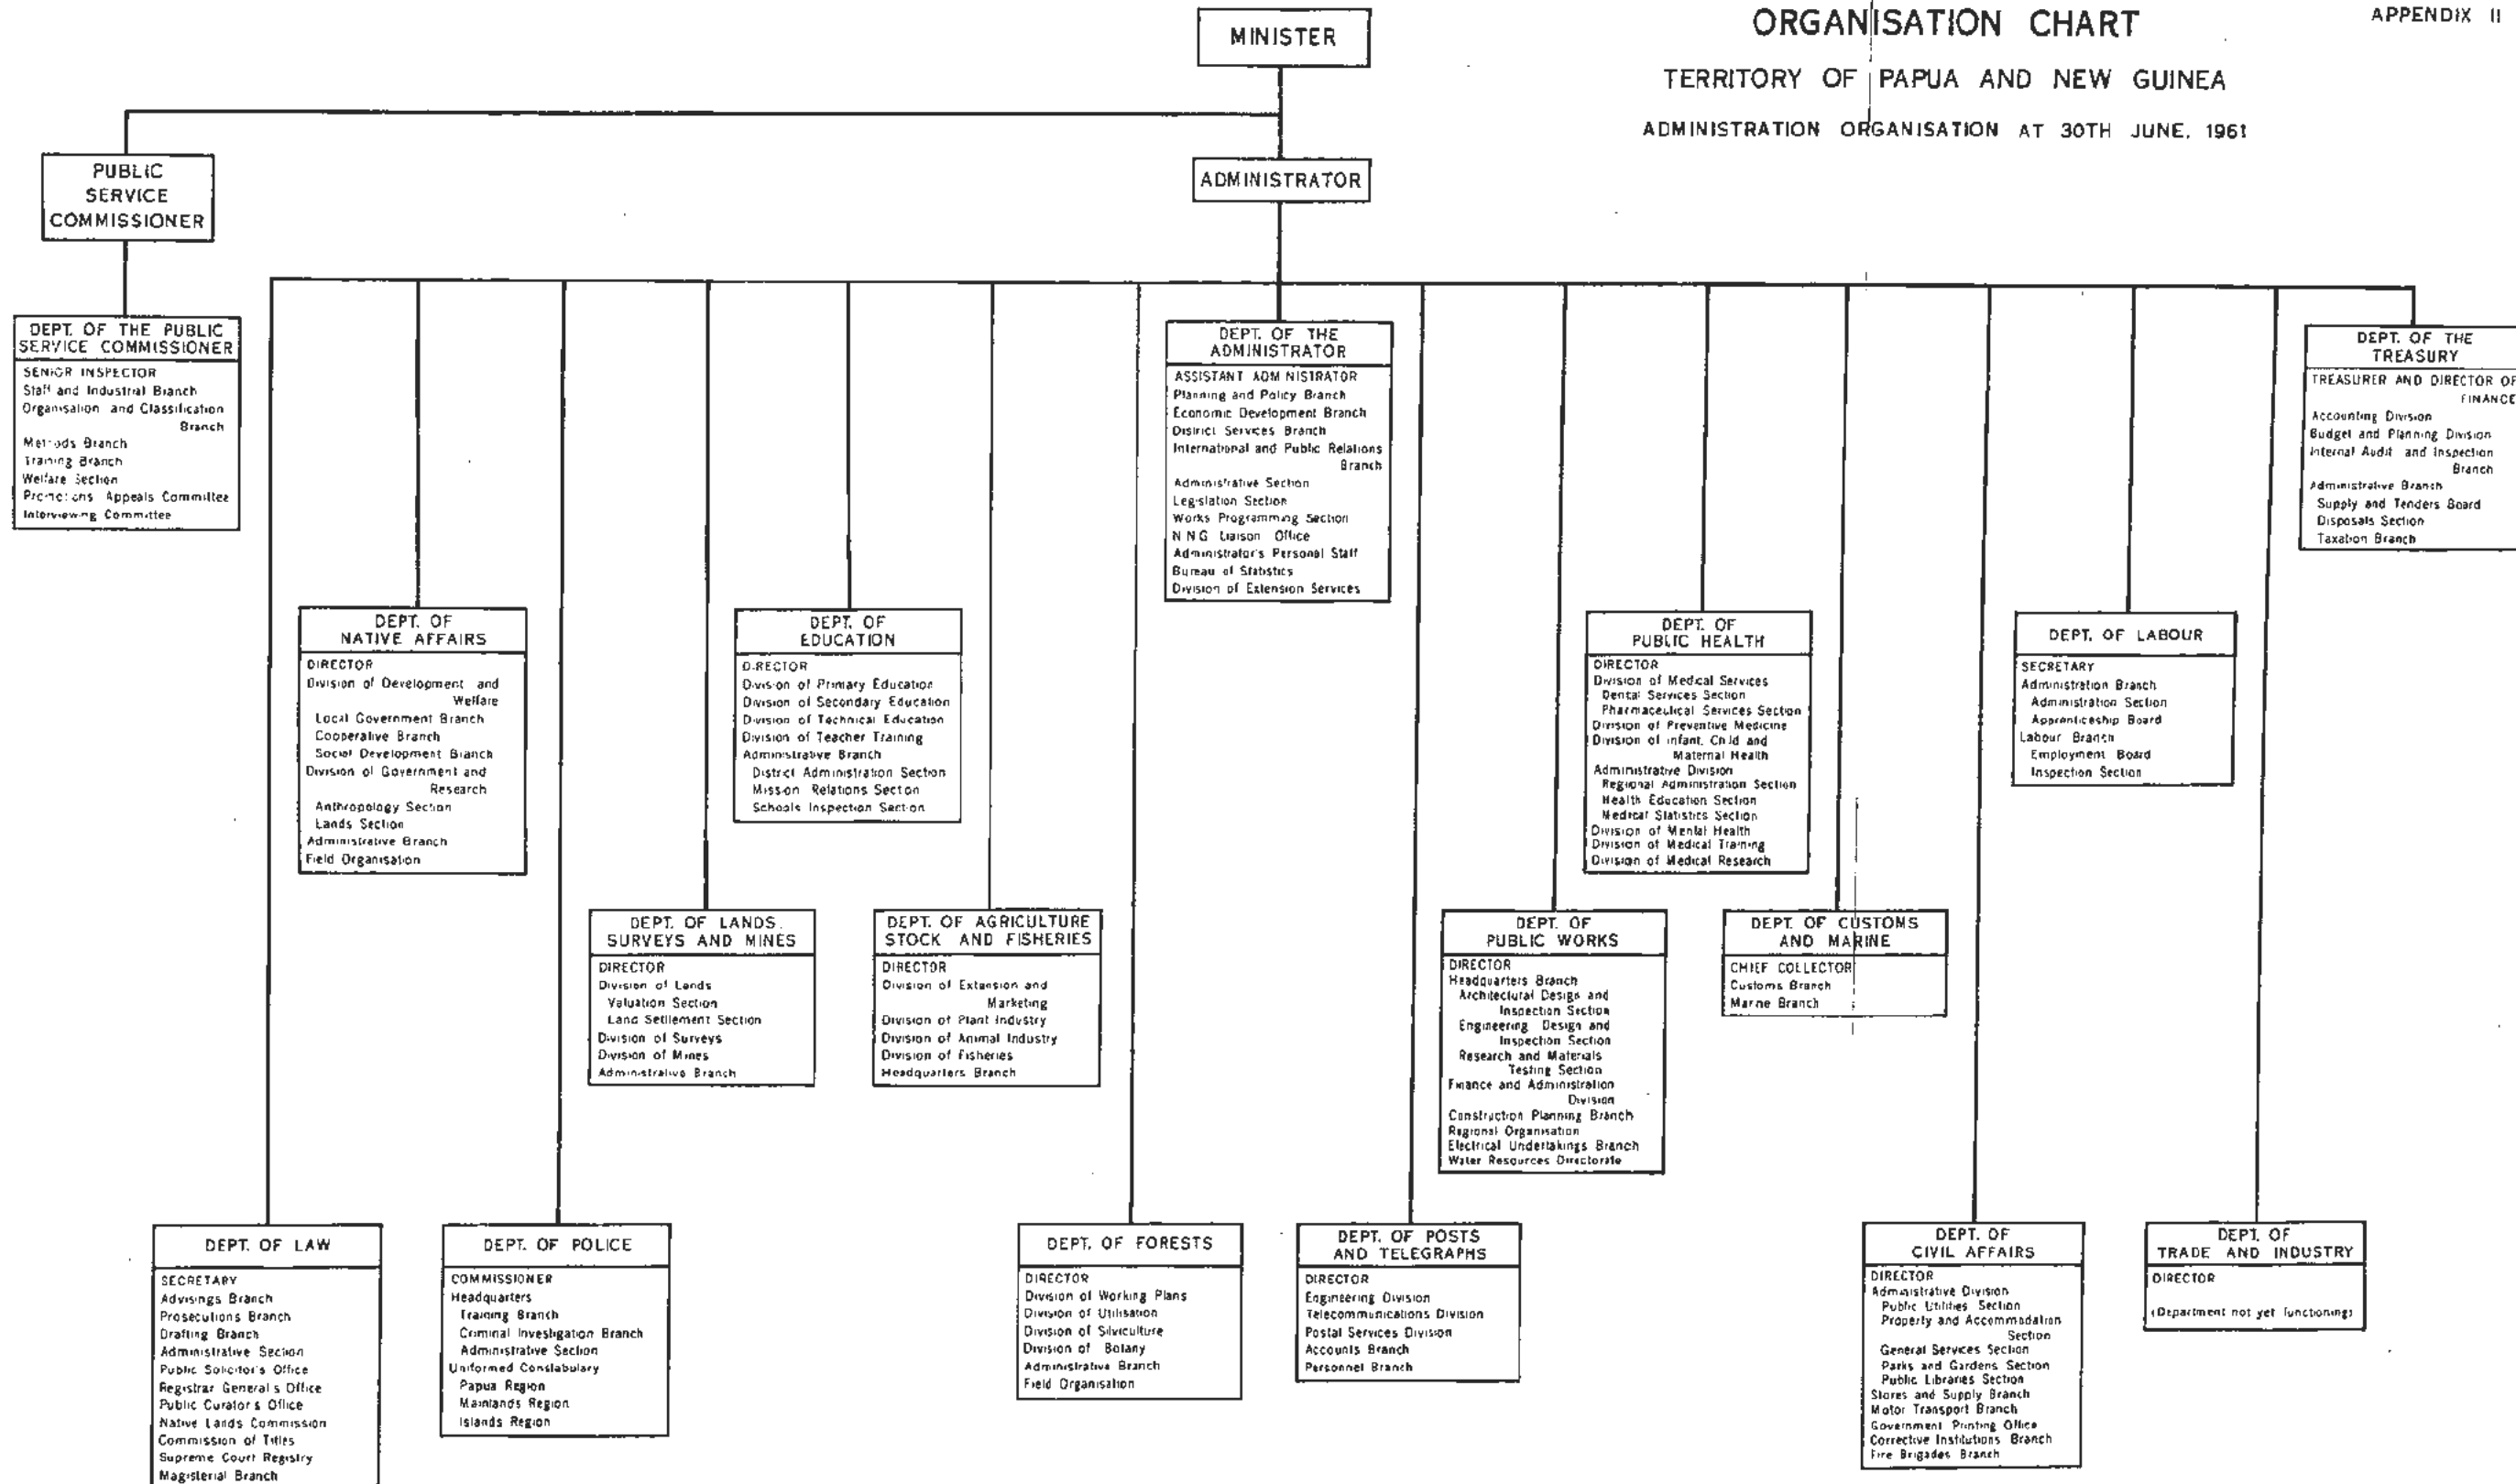 ORGANISATION CHART
APPENDIX II
TERRITORY OF PAPUA AND NEW GUINEA
ADMINISTRATION ORGANISATION AT 30TH JUNE, 1961
MINISTER
PUBLIC
SERVICE
COMMISSIONER
ADMINISTRATOR
DEPT. OF THE PUBLIC
SERVICE COMMISSIONER
SENIOR INSPECTOR
Staff and Industrial Branch
Organisation and Classification
Branch
Methods Branch
Training Branch
Welfare Section
Promotions Appeals Committee
Interviewing Committee
DEPT. OF THE
ADMINISTRATOR
ASSISTANT ADMINISTRATOR
Planning and Policy Branch
Economic Development Branch
District Services Branch
International and Public Relations
Branch
Administrative Section
Legislation Section
Works Programming Section
N N G Liaison Office
Administrator's Personal Staff
Bureau of Statistics
Division of Extension Services
DEPT. OF THE
TREASURY
TREASURER AND DIRECTOR OF
FINANCE
Accounting Division
Budget and Planning Division
Internal Audit and Inspection
Branch
Administrative Branch
Supply and Tenders Board
Disposals Section
Taxation Branch
DEPT. OF
NATIVE AFFAIRS
DIRECTOR
Division of Development and
Welfare
Local Government Branch
Cooperative Branch
Social Development Branch
Division of Government and
Research
Anthropology Section
Lands Section
Administrative Branch
Field Organisation
DEPT. OF
EDUCATION
DIRECTOR
Division of Primary Education
Division of Secondary Education
Division of Technical Education
Division of Teacher Training
Administrative Branch
District Administration Section
Mission Relations Section
Schools Inspection Section
DEPT. OF
PUBLIC HEALTH
DIRECTOR
Division of Medical Services
Dental Services Section
Pharmaceutical Services Section
Division of Preventive Medicine
Division of infant, Child and
Maternal Health
Administrative Division
Regional Administration Section
Health Education Section
Medical Statistics Section
Division of Mental Health
Division of Medical Training
Division of Medical Research
DEPT. OF LABOUR
SECRETARY
Administration Branch
Administration Section
Apprenticeship Board
Labour Branch
Employment Board
Inspection Section
DEPT. OF LANDS.
SURVEYS AND MINES
DIRECTOR
Division of Lands
Valuation Section
Land Settlement Section
Division of Surveys
Division of Mines
Administrative Branch
DEPT. OF AGRICULTURE
STOCK AND FISHERIES
DIRECTOR
Division of Extension and
Marketing
Division of Plant Industry
Division of Animal Industry
Division of Fisheries
Headquarters Branch
DEPT. OF
PUBLIC WORKS
DIRECTOR
Headquarters Branch
Architectural Design and
Inspection Section
Engineering Design and
Inspection Section
Research and Materials
Testing Section
Finance and Administration
Division
Construction Planning Branch
Regional Organisation
Electrical Undertakings Branch
Water Resources Directorate
DEPT. OF CUSTOMS
AND MARINE
CHIEF COLLECTOR
Customs Branch
Marine Branch
DEPT. OF LAW
SECRETARY
Advisings Branch
Prosecutions Branch
Drafting Branch
Administrative Section
Public Solicitor's Office
Registrar General's Office
Public Curator's Office
Native Lands Commission
Commission of Titles
Supreme Court Registry
Magisterial Branch
DEPT. OF POLICE
COMMISSIONER
Headquarters
Training Branch
Criminal Investigation Branch
Administrative Section
Uniformed Constabulary
Papua Region
Mainlands Region
Islands Region
DEPT. OF FORESTS
DIRECTOR
Division of Working Plans
Division of Utilisation
Division of Silviculture
Division of Botany
Administrative Branch
Field Organisation
DEPT. OF POSTS
AND TELEGRAPHS
DIRECTOR
Engineering Division
Telecommunications Division
Postal Services Division
Accounts Branch
Personnel Branch
DEPT. OF
CIVIL AFFAIRS
DIRECTOR
Administrative Division
Public Utilities Section
Property and Accommodation
Section
General Services Section
Parks and Gardens Section
Public Libraries Section
Stores and Supply Branch
Motor Transport Branch
Government Printing Office
Corrective Institutions Branch
Fire Brigades Branch
DEPT. OF
TRADE AND INDUSTRY
DIRECTOR
(Department not yet functioning)